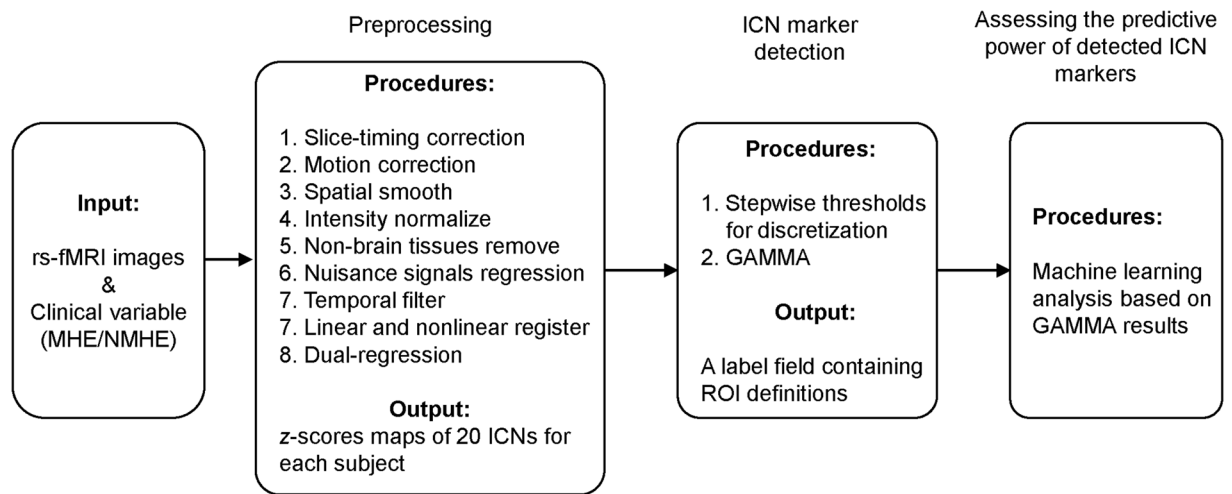 Preprocessing
ICN marker
detection
Assessing the predictive
power of detected ICN
markers
Input:
rs-fMRI images
&
Clinical variable
(MHE/NMHE)
Procedures:
1. Slice-timing correction
2. Motion correction
3. Spatial smooth
4. Intensity normalize
5. Non-brain tissues remove
6. Nuisance signals regression
7. Temporal filter
7. Linear and nonlinear register
8. Dual-regression
Output:
z-scores maps of 20 ICNs for
each subject
Procedures:
1. Stepwise thresholds
for discretization
2. GAMMA
Output:
A label field containing
ROI definitions
Procedures:
Machine learning
analysis based on
GAMMA results